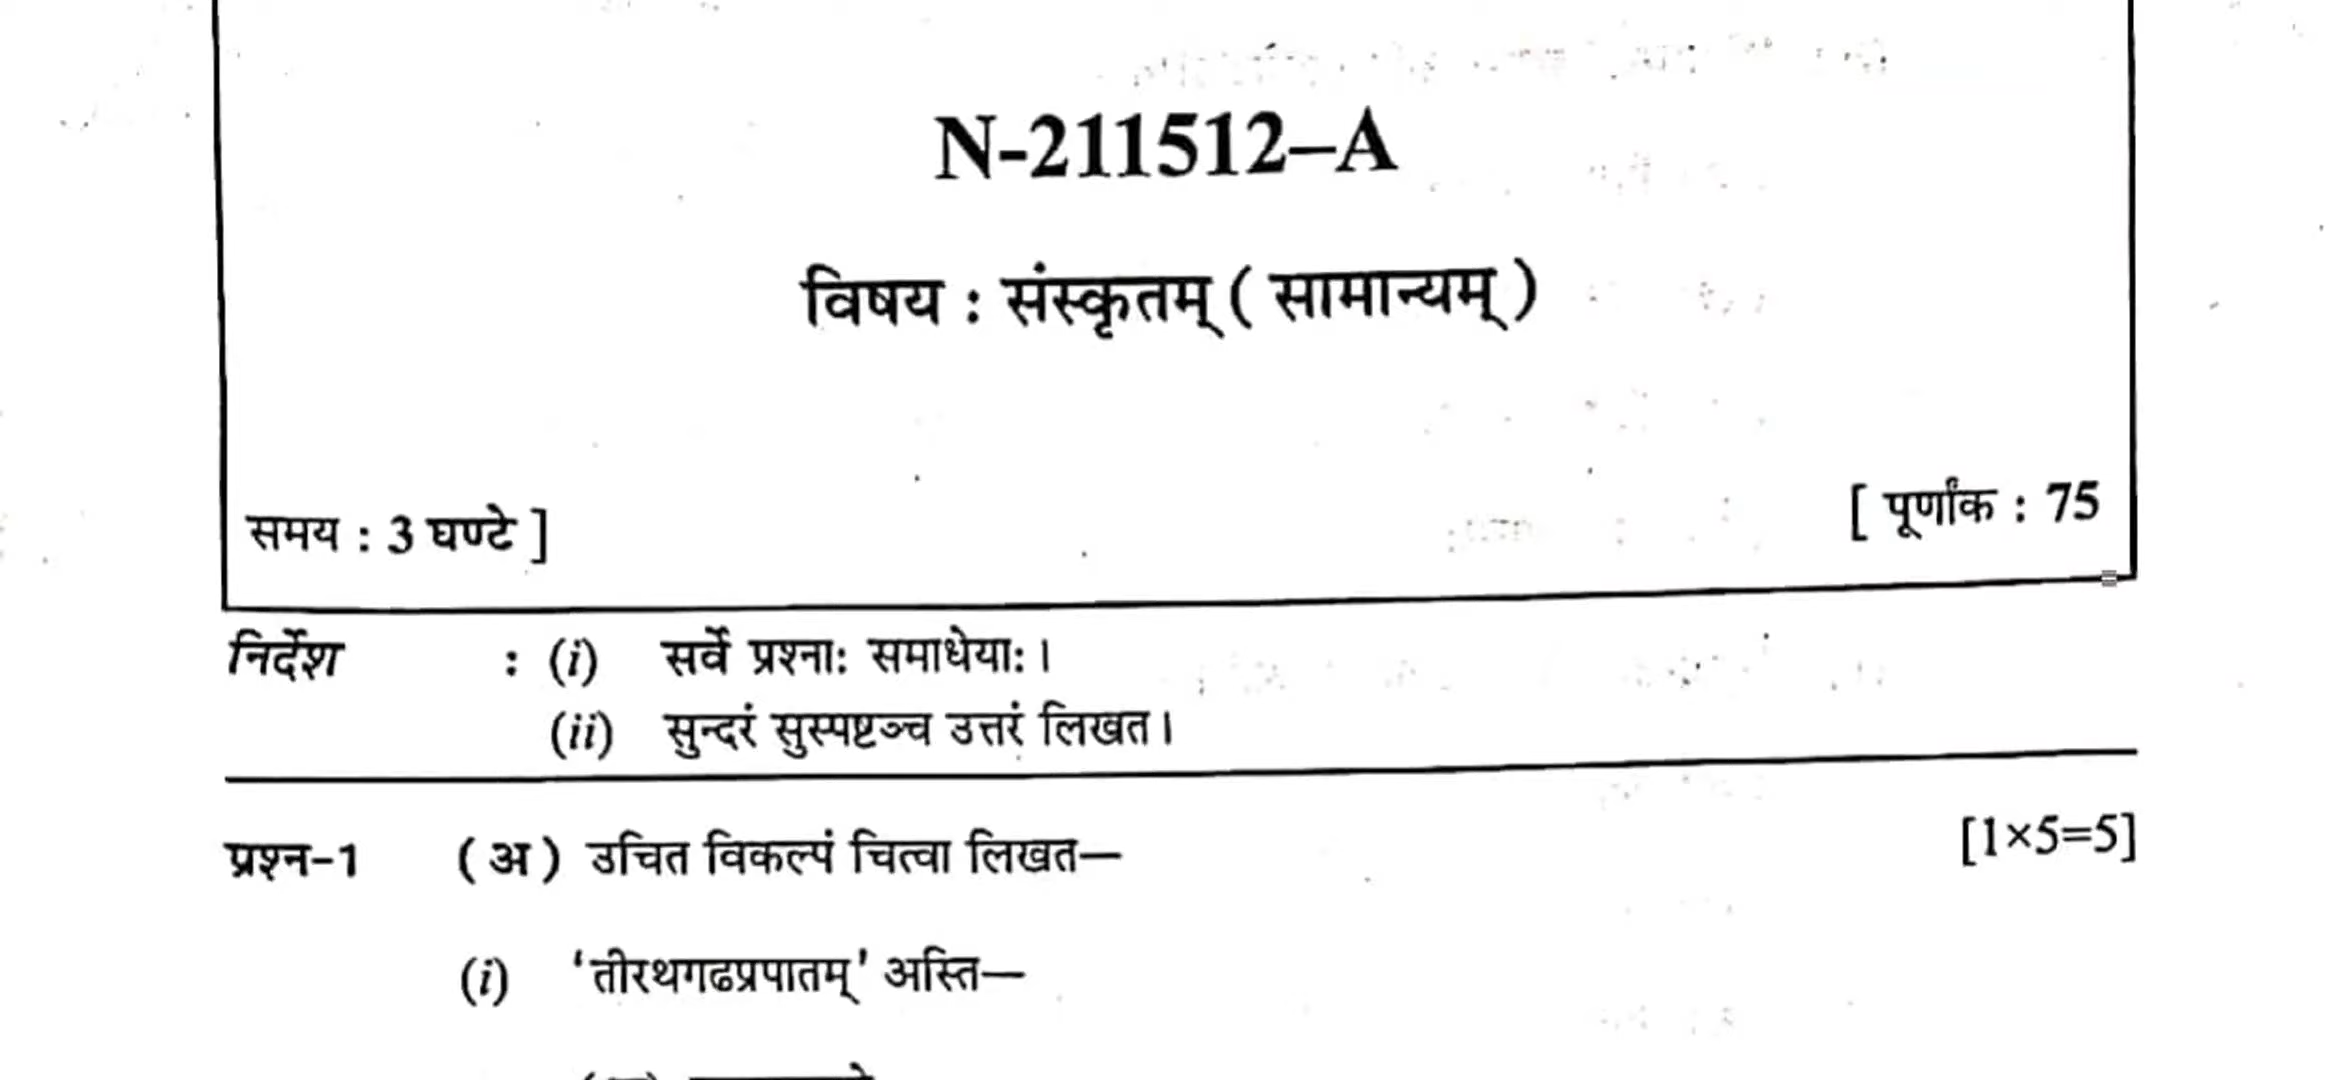 N-211512–A
विषय : संस्कृतम् ( सामान्यम् )
समय : 3 घण्टे ]
[ पूर्णांक : 75
निर्देश : (i) सर्वे प्रश्नाः समाधेयाः।
(ii) सुन्दरं सुस्पष्टञ्च उत्तरं लिखत।
प्रश्न-1 ( अ ) उचित विकल्पं चित्वा लिखत— [1×5=5]
(i) ‘तीरथगढप्रपातम्’ अस्ति—